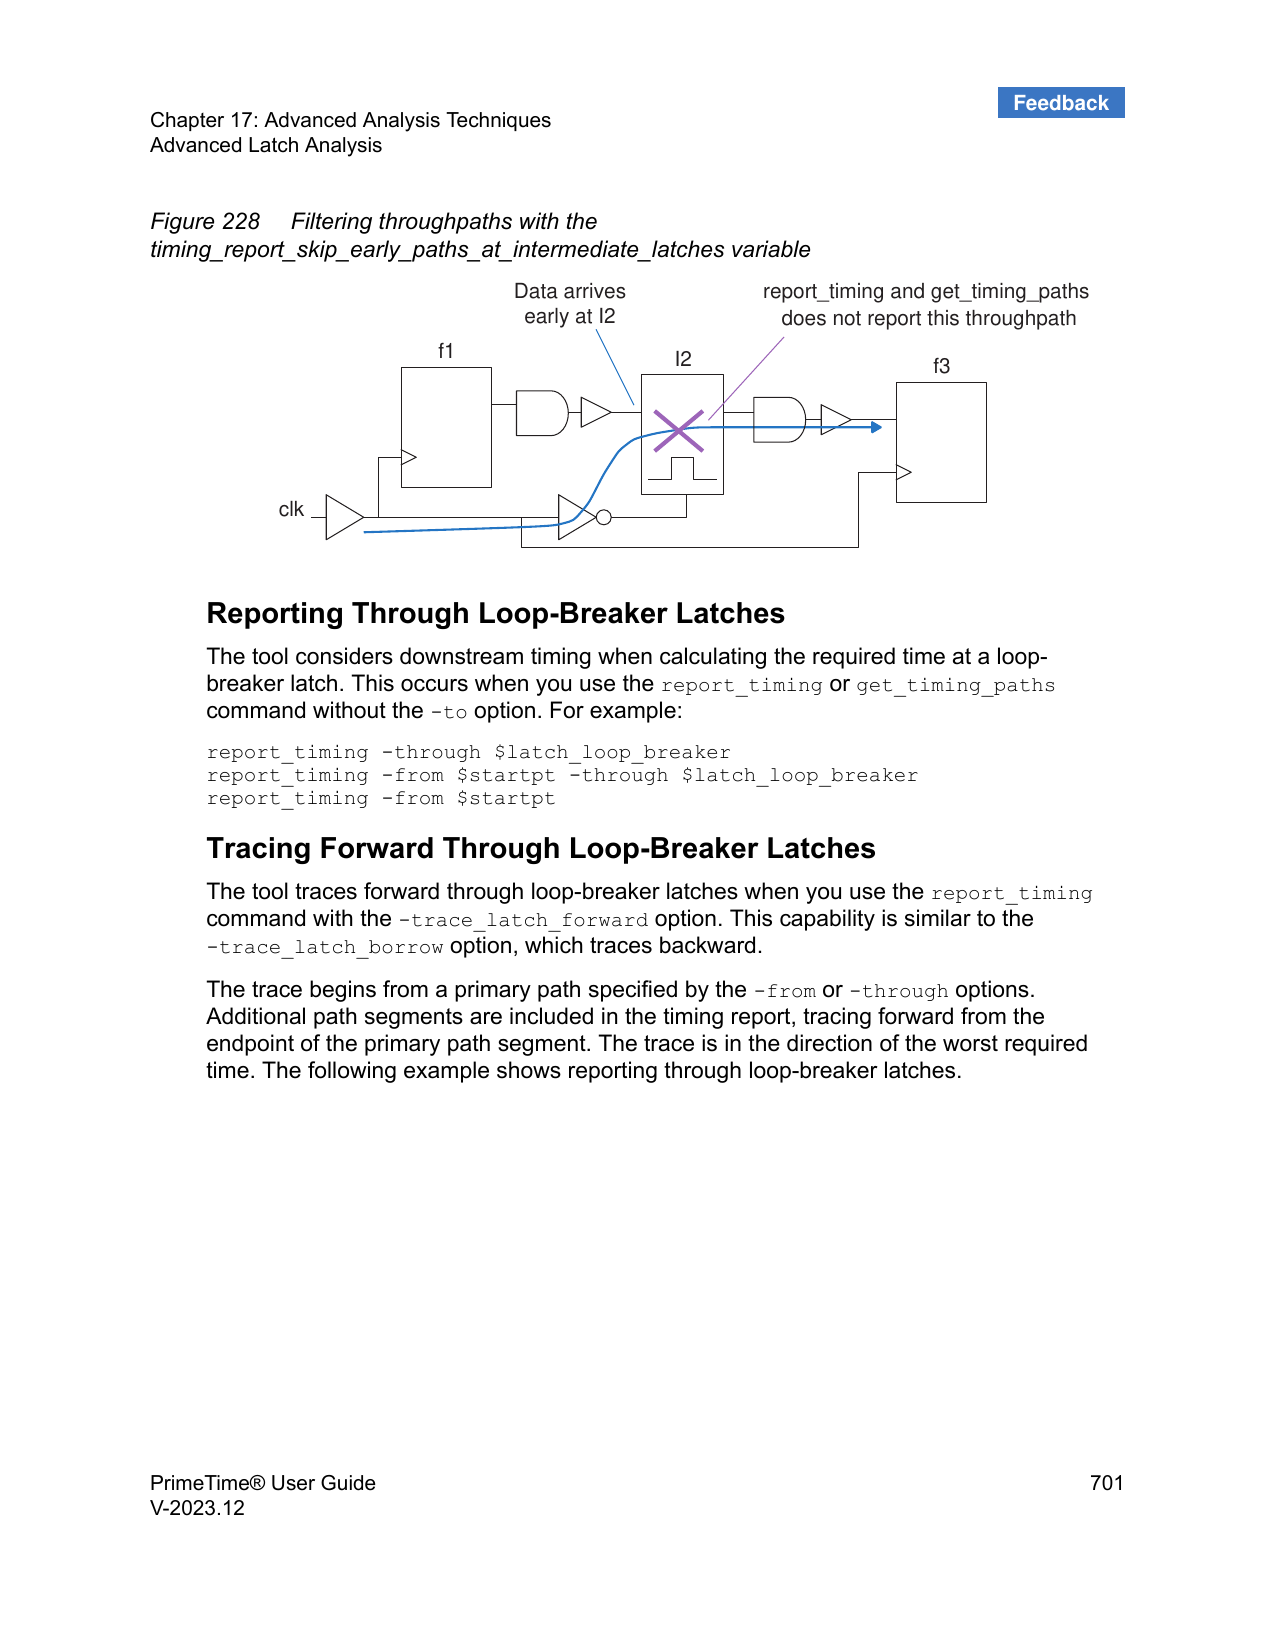 Feedback
Chapter 17: Advanced Analysis Techniques
Advanced Latch Analysis
Figure 228 Filtering throughpaths with the
timing_report_skip_early_paths_at_intermediate_latches variable
Data arrives
early at l2
report_timing and get_timing_paths
does not report this throughpath
f1
l2
f3
clk
Reporting Through Loop-Breaker Latches
The tool considers downstream timing when calculating the required time at a loop-
breaker latch. This occurs when you use the report_timing or get_timing_paths
command without the -to option. For example:
report_timing -through $latch_loop_breaker
report_timing -from $startpt -through $latch_loop_breaker
report_timing -from $startpt
Tracing Forward Through Loop-Breaker Latches
The tool traces forward through loop-breaker latches when you use the report_timing
command with the -trace_latch_forward option. This capability is similar to the
-trace_latch_borrow option, which traces backward.
The trace begins from a primary path specified by the -from or -through options.
Additional path segments are included in the timing report, tracing forward from the
endpoint of the primary path segment. The trace is in the direction of the worst required
time. The following example shows reporting through loop-breaker latches.
PrimeTime® User Guide
V-2023.12
701